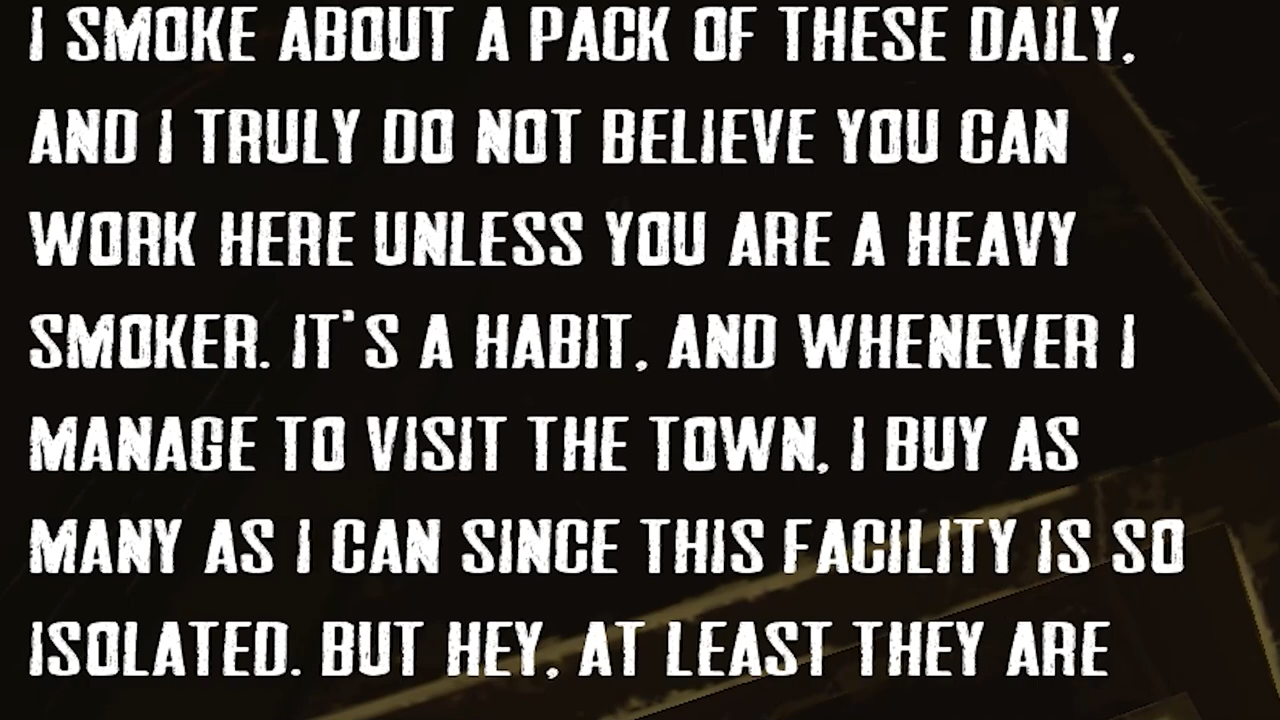 I SMOKE ABOUT A PACK OF THESE DAILY,
AND I TRULY DO NOT BELIEVE YOU CAN
WORK HERE UNLESS YOU ARE A HEAVY
SMOKER. IT'S A HABIT, AND WHENEVER I
MANAGE TO VISIT THE TOWN, I BUY AS
MANY AS I CAN SINCE THIS FACILITY IS SO
ISOLATED. BUT HEY, AT LEAST THEY ARE